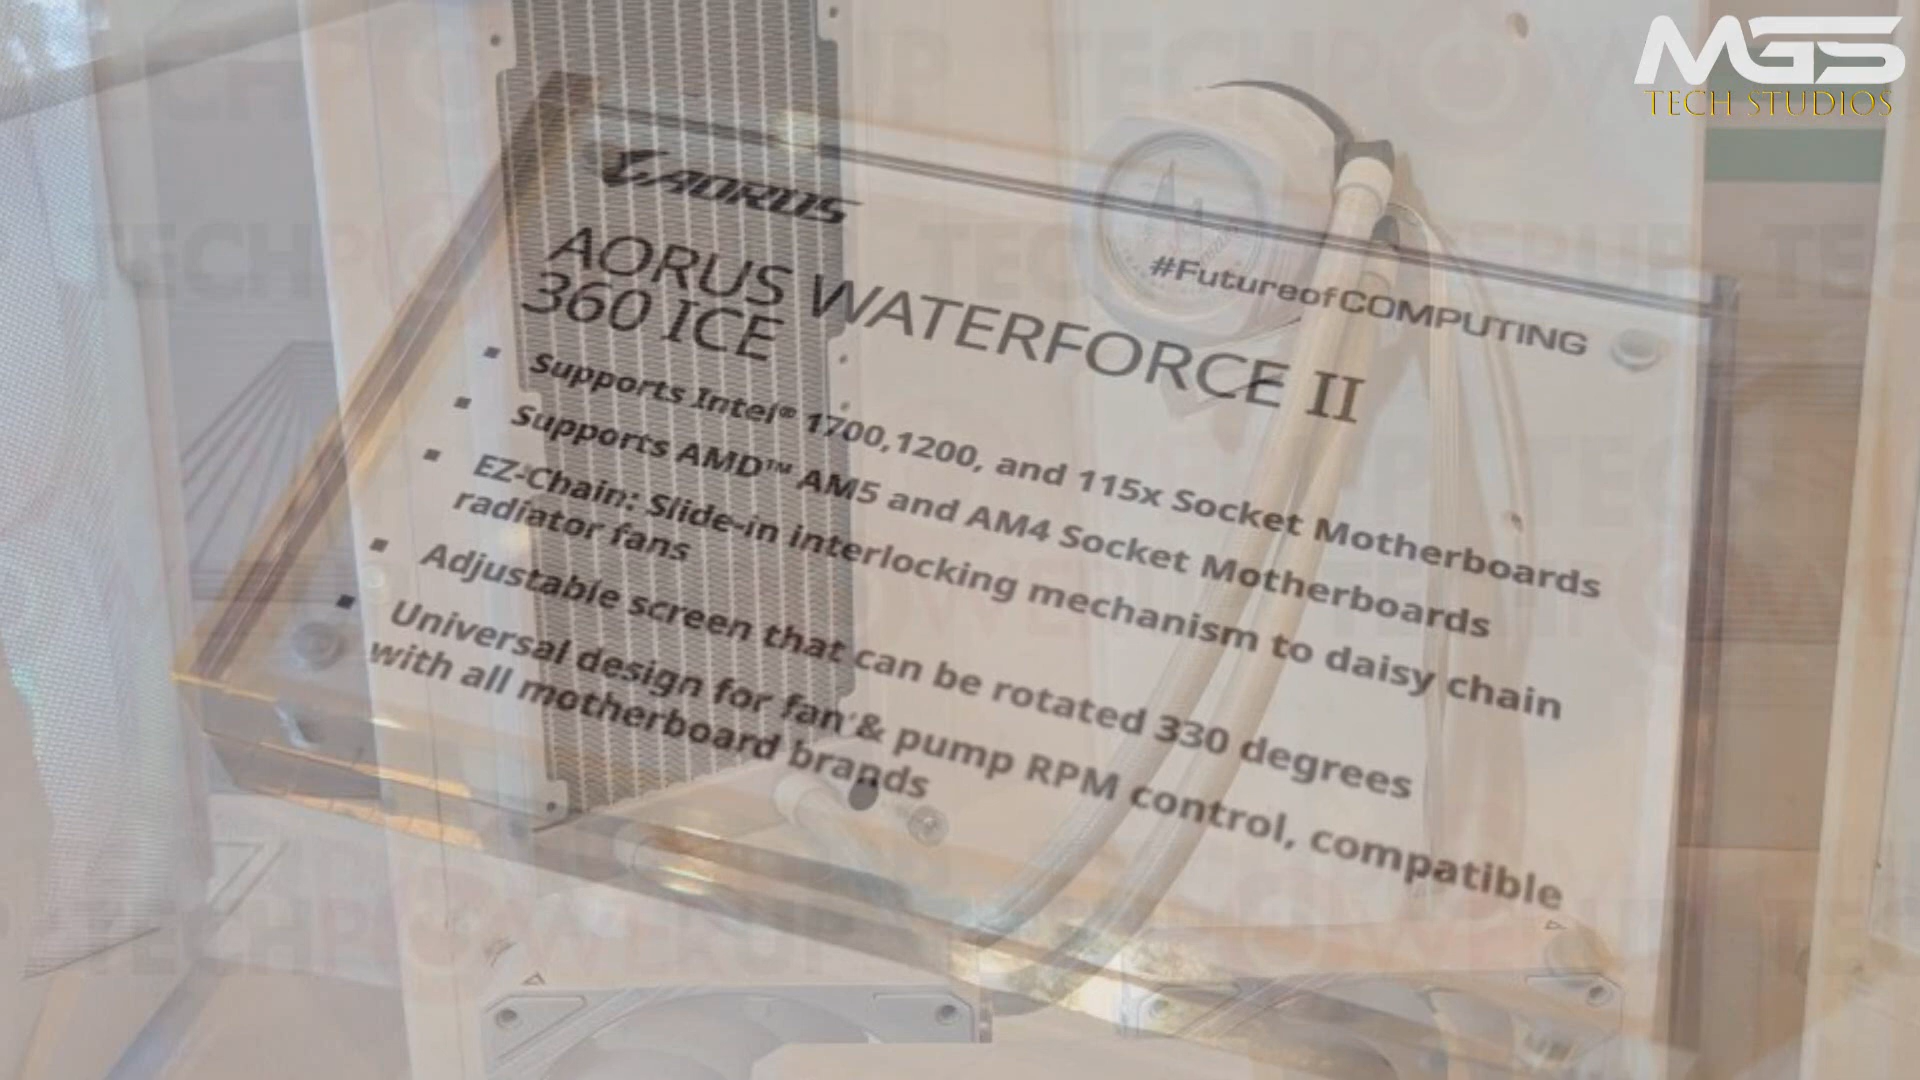 MGS
TECH STUDIOS
AORUS
#FutureofCOMPUTING
AORUS WATERFORCE II
360 ICE
▪ Supports Intel® 1700,1200, and 115x Socket Motherboards
▪ Supports AMD™ AM5 and AM4 Socket Motherboards
▪ EZ-Chain: Slide-in interlocking mechanism to daisy chain
radiator fans
▪ Adjustable screen that can be rotated 330 degrees
▪ Universal design for fan & pump RPM control, compatible
with all motherboard brands
TECHPOWERUP